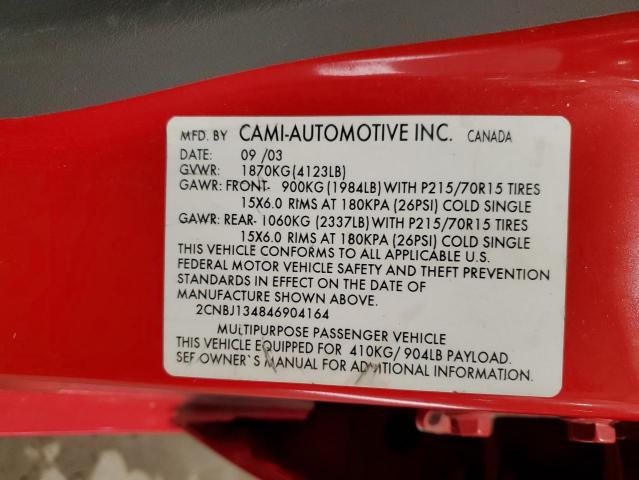 MFD. BY CAMI-AUTOMOTIVE INC. CANADA
DATE: 09 /03
GVWR: 1870KG(4123LB)
GAWR: FRONT- 900KG (1984LB) WITH P215/70R15 TIRES
15X6.0 RIMS AT 180KPA (26PSI) COLD SINGLE
GAWR: REAR- 1060KG (2337LB) WITH P215/70R15 TIRES
15X6.0 RIMS AT 180KPA (26PSI) COLD SINGLE
THIS VEHICLE CONFORMS TO ALL APPLICABLE U.S.
FEDERAL MOTOR VEHICLE SAFETY AND THEFT PREVENTION
STANDARDS IN EFFECT ON THE DATE OF
MANUFACTURE SHOWN ABOVE.
2CNBJ134846904164
MULTIPURPOSE PASSENGER VEHICLE
THIS VEHICLE EQUIPPED FOR 410KG/ 904LB PAYLOAD.
SEE OWNER`S MANUAL FOR ADDITIONAL INFORMATION.